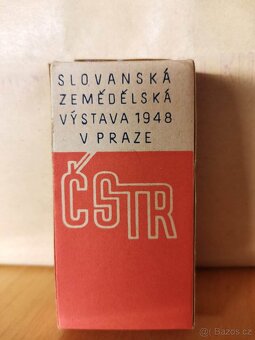 SLOVANSKÁ
ZEMĚDĚLSKÁ
VÝSTAVA 1948
V PRAZE
ČSTR
© Bazos.cz